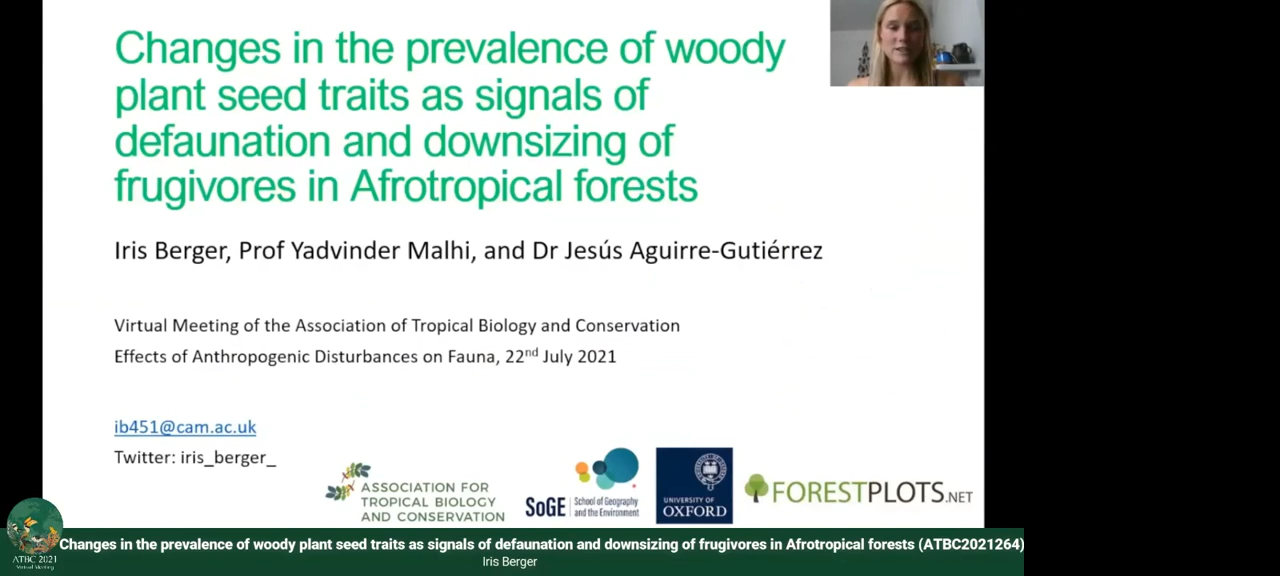 Changes in the prevalence of woody
plant seed traits as signals of
defaunation and downsizing of
frugivores in Afrotropical forests
Iris Berger, Prof Yadvinder Malhi, and Dr Jesús Aguirre-Gutiérrez
Virtual Meeting of the Association of Tropical Biology and Conservation
Effects of Anthropogenic Disturbances on Fauna, 22nd July 2021
ib451@cam.ac.uk
Twitter: iris_berger_
ASSOCIATION FOR
TROPICAL BIOLOGY
AND CONSERVATION
SoGE
School of Geography
and the Environment
UNIVERSITY OF
OXFORD
FORESTPLOTS.NET
ATBC 2021
Virtual Meeting
Changes in the prevalence of woody plant seed traits as signals of defaunation and downsizing of frugivores in Afrotropical forests (ATBC2021264)
Iris Berger